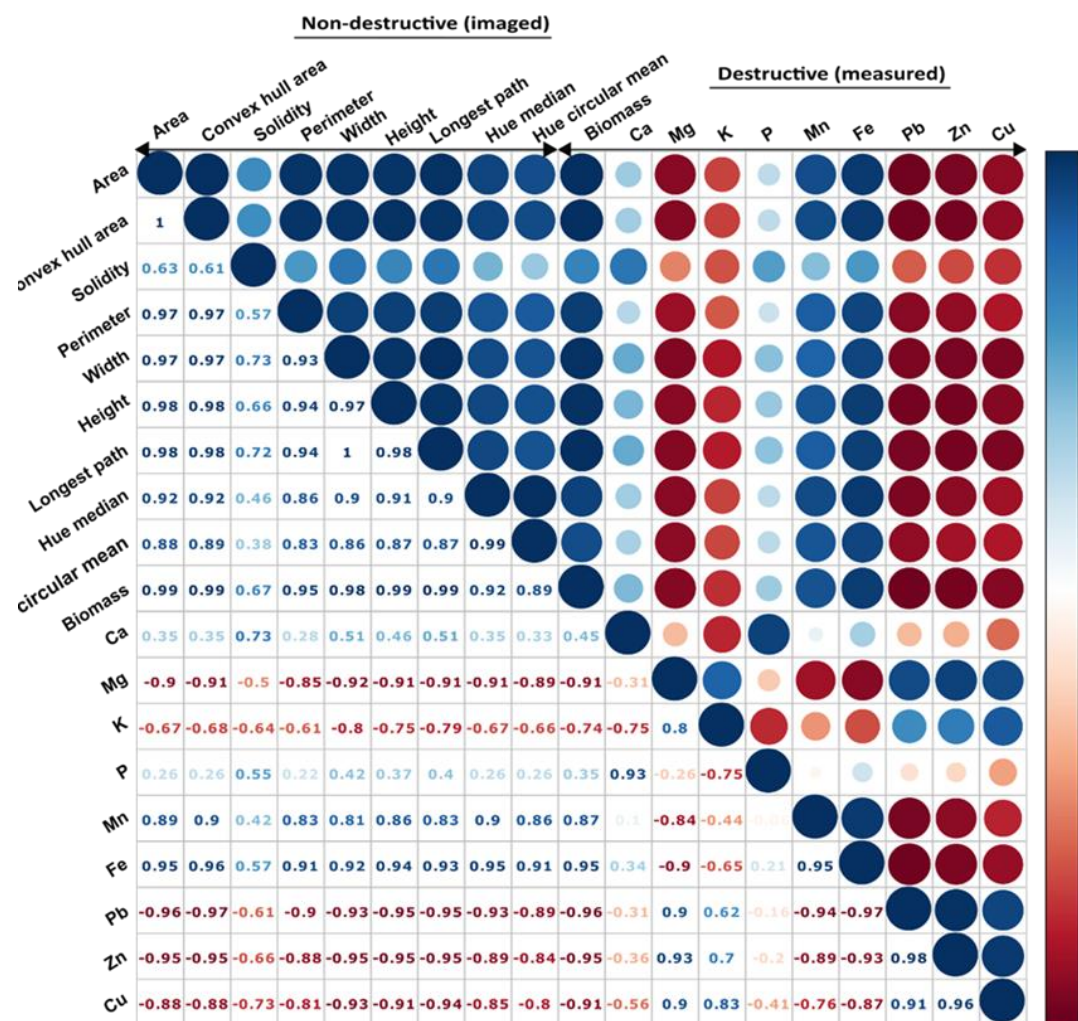 Non-destructive (imaged)
Destructive (measured)
Area Convex hull area Solidity Perimeter Width Height Longest path Hue median Hue circular mean Biomass Ca Mg K P Mn Fe Pb Zn Cu
Area
onvex hull area 1
Solidity 0.63 0.61
Perimeter 0.97 0.97 0.57
Width 0.97 0.97 0.73 0.93
Height 0.98 0.98 0.66 0.94 0.97
Longest path 0.98 0.98 0.72 0.94 1 0.98
Hue median 0.92 0.92 0.46 0.86 0.9 0.91 0.9
circular mean 0.88 0.89 0.38 0.83 0.86 0.87 0.87 0.99
Biomass 0.99 0.99 0.67 0.95 0.98 0.99 0.99 0.92 0.89
Ca 0.35 0.35 0.73 0.28 0.51 0.46 0.51 0.35 0.33 0.45
Mg -0.9 -0.91 -0.5 -0.85 -0.92 -0.91 -0.91 -0.91 -0.89 -0.91 -0.31
K -0.67 -0.68 -0.64 -0.61 -0.8 -0.75 -0.79 -0.67 -0.66 -0.74 -0.75 0.8
P 0.26 0.26 0.55 0.22 0.42 0.37 0.4 0.26 0.26 0.35 0.93 -0.26 -0.75
Mn 0.89 0.9 0.42 0.83 0.81 0.86 0.83 0.9 0.86 0.87 0.1 -0.84 -0.44
Fe 0.95 0.96 0.57 0.91 0.92 0.94 0.93 0.95 0.91 0.95 0.34 -0.9 -0.65 0.21 0.95
Pb -0.96 -0.97 -0.61 -0.9 -0.93 -0.95 -0.95 -0.93 -0.89 -0.96 -0.31 0.9 0.62 -0.16 -0.94 -0.97
Zn -0.95 -0.95 -0.66 -0.88 -0.95 -0.95 -0.95 -0.89 -0.84 -0.95 -0.36 0.93 0.7 -0.2 -0.89 -0.93 0.98
Cu -0.88 -0.88 -0.73 -0.81 -0.93 -0.91 -0.94 -0.85 -0.8 -0.91 -0.56 0.9 0.83 -0.41 -0.76 -0.87 0.91 0.96